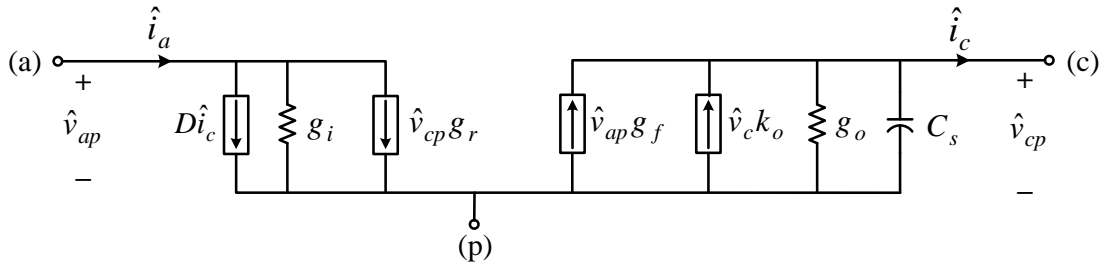 î_a î_c
(a) + Dî_c g_i v̂_cp g_r v̂_ap g_f v̂_c k_o g_o C_s + (c)
v̂_ap v̂_cp
− −
(p)